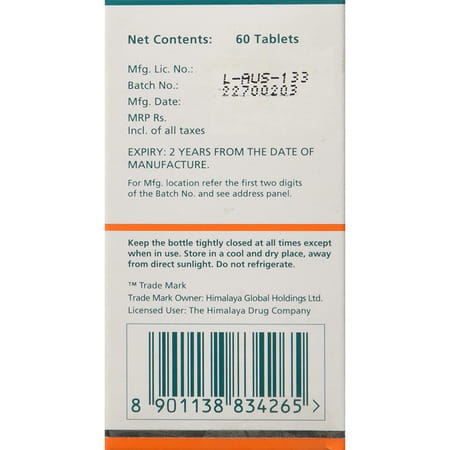 Net Contents: 60 Tablets
Mfg. Lic. No.: L-AUS-133
Batch No.: 22700203
Mfg. Date:
MRP Rs.
Incl. of all taxes
EXPIRY: 2 YEARS FROM THE DATE OF
MANUFACTURE.
For Mfg. location refer the first two digits
of the Batch No. and see address panel.
Keep the bottle tightly closed at all times except
when in use. Store in a cool and dry place, away
from direct sunlight. Do not refrigerate.
™ Trade Mark
Trade Mark Owner: Himalaya Global Holdings Ltd.
Licensed User: The Himalaya Drug Company
8 901138 834265 >